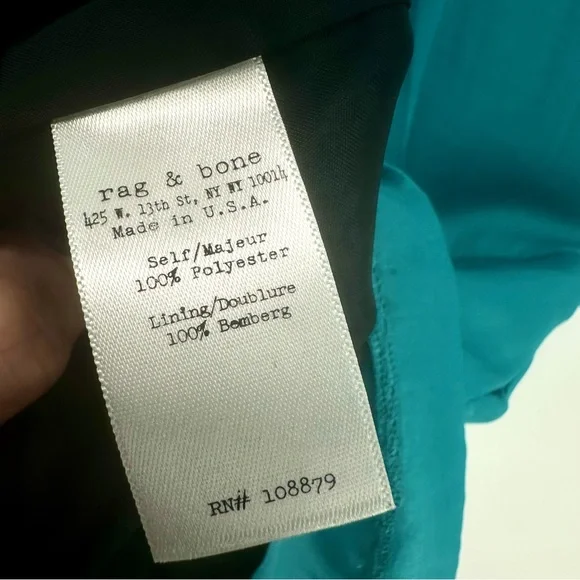 rag & bone
425 W. 13th St, NY NY 10014
Made in U.S.A.
Self/Majeur
100% Polyester
Lining/Doublure
100% Bemberg
RN# 108879